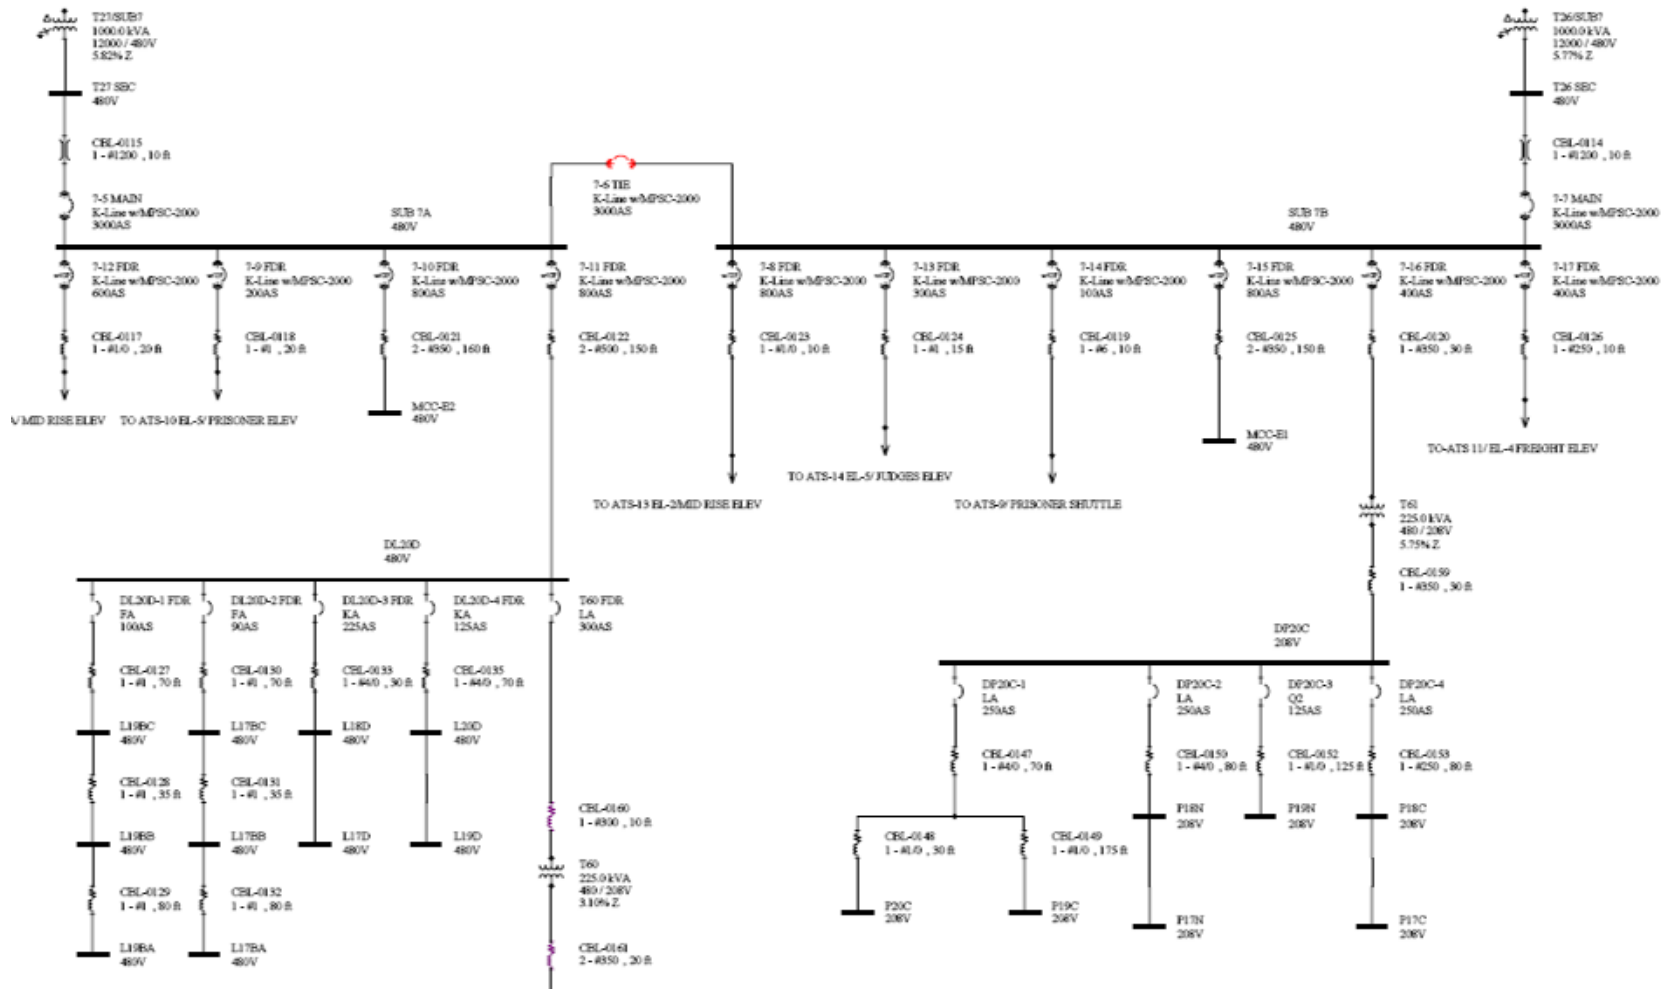 T27/SUB7
1000.0 kVA
12000 / 480V
5.82% Z
T26/SUB7
1000.0 kVA
12000 / 480V
5.77% Z
T27 SEC
480V
T26 SEC
480V
CBL-0115
1 - #1200 , 10 ft
CBL-0114
1 - #1200 , 10 ft
7-5 MAIN
K-Line w/MPSC-2000
3000AS
SUB 7A
480V
7-6 TIE
K-Line w/MPSC-2000
3000AS
SUB 7B
480V
7-7 MAIN
K-Line w/MPSC-2000
3000AS
7-12 FDR
K-Line w/MPSC-2000
600AS
7-9 FDR
K-Line w/MPSC-2000
200AS
7-10 FDR
K-Line w/MPSC-2000
800AS
7-11 FDR
K-Line w/MPSC-2000
800AS
7-8 FDR
K-Line w/MPSC-2000
800AS
7-13 FDR
K-Line w/MPSC-2000
300AS
7-14 FDR
K-Line w/MPSC-2000
100AS
7-15 FDR
K-Line w/MPSC-2000
800AS
7-16 FDR
K-Line w/MPSC-2000
400AS
7-17 FDR
K-Line w/MPSC-2000
400AS
CBL-0117
1 - #1/0 , 20 ft
CBL-0118
1 - #1 , 20 ft
CBL-0121
2 - #350 , 160 ft
CBL-0122
2 - #500 , 150 ft
CBL-0123
1 - #1/0 , 10 ft
CBL-0124
1 - #1 , 15 ft
CBL-0119
1 - #6 , 10 ft
CBL-0125
2 - #350 , 150 ft
CBL-0120
1 - #350 , 30 ft
CBL-0126
1 - #250 , 10 ft
/ MID RISE ELEV
TO ATS-10 EL-5/ PRISONER ELEV
MCC-E2
480V
MCC-E1
480V
TO-ATS 11/ EL-4 FREIGHT ELEV
TO ATS-14 EL-5/ JUDGES ELEV
TO ATS-13 EL-2/MID RISE ELEV
TO ATS-9/ PRISONER SHUTTLE
T61
225.0 kVA
480 / 208V
5.75% Z
CBL-0159
1 - #350 , 30 ft
DL20D
480V
DL20D-1 FDR
FA
100AS
DL20D-2 FDR
FA
90AS
DL20D-3 FDR
KA
225AS
DL20D-4 FDR
KA
125AS
T60 FDR
LA
300AS
DP20C
208V
CBL-0127
1 - #1 , 70 ft
CBL-0130
1 - #1 , 70 ft
CBL-0133
1 - #4/0 , 30 ft
CBL-0135
1 - #4/0 , 70 ft
DP20C-1
LA
250AS
DP20C-2
LA
250AS
DP20C-3
Q2
125AS
DP20C-4
LA
250AS
L19BC
480V
L17BC
480V
L18D
480V
L20D
480V
CBL-0147
1 - #4/0 , 70 ft
CBL-0150
1 - #4/0 , 80 ft
CBL-0152
1 - #1/0 , 125 ft
CBL-0153
1 - #250 , 80 ft
CBL-0128
1 - #1 , 35 ft
CBL-0131
1 - #1 , 35 ft
CBL-0160
1 - #300 , 10 ft
P18N
208V
P19N
208V
P18C
208V
L19BB
480V
L17BB
480V
L17D
480V
L19D
480V
CBL-0148
1 - #1/0 , 30 ft
CBL-0149
1 - #1/0 , 175 ft
T60
225.0 kVA
480 / 208V
3.10% Z
CBL-0129
1 - #1 , 80 ft
CBL-0132
1 - #1 , 80 ft
P20C
208V
P19C
208V
P17N
208V
P17C
208V
L19BA
480V
L17BA
480V
CBL-0161
2 - #350 , 20 ft